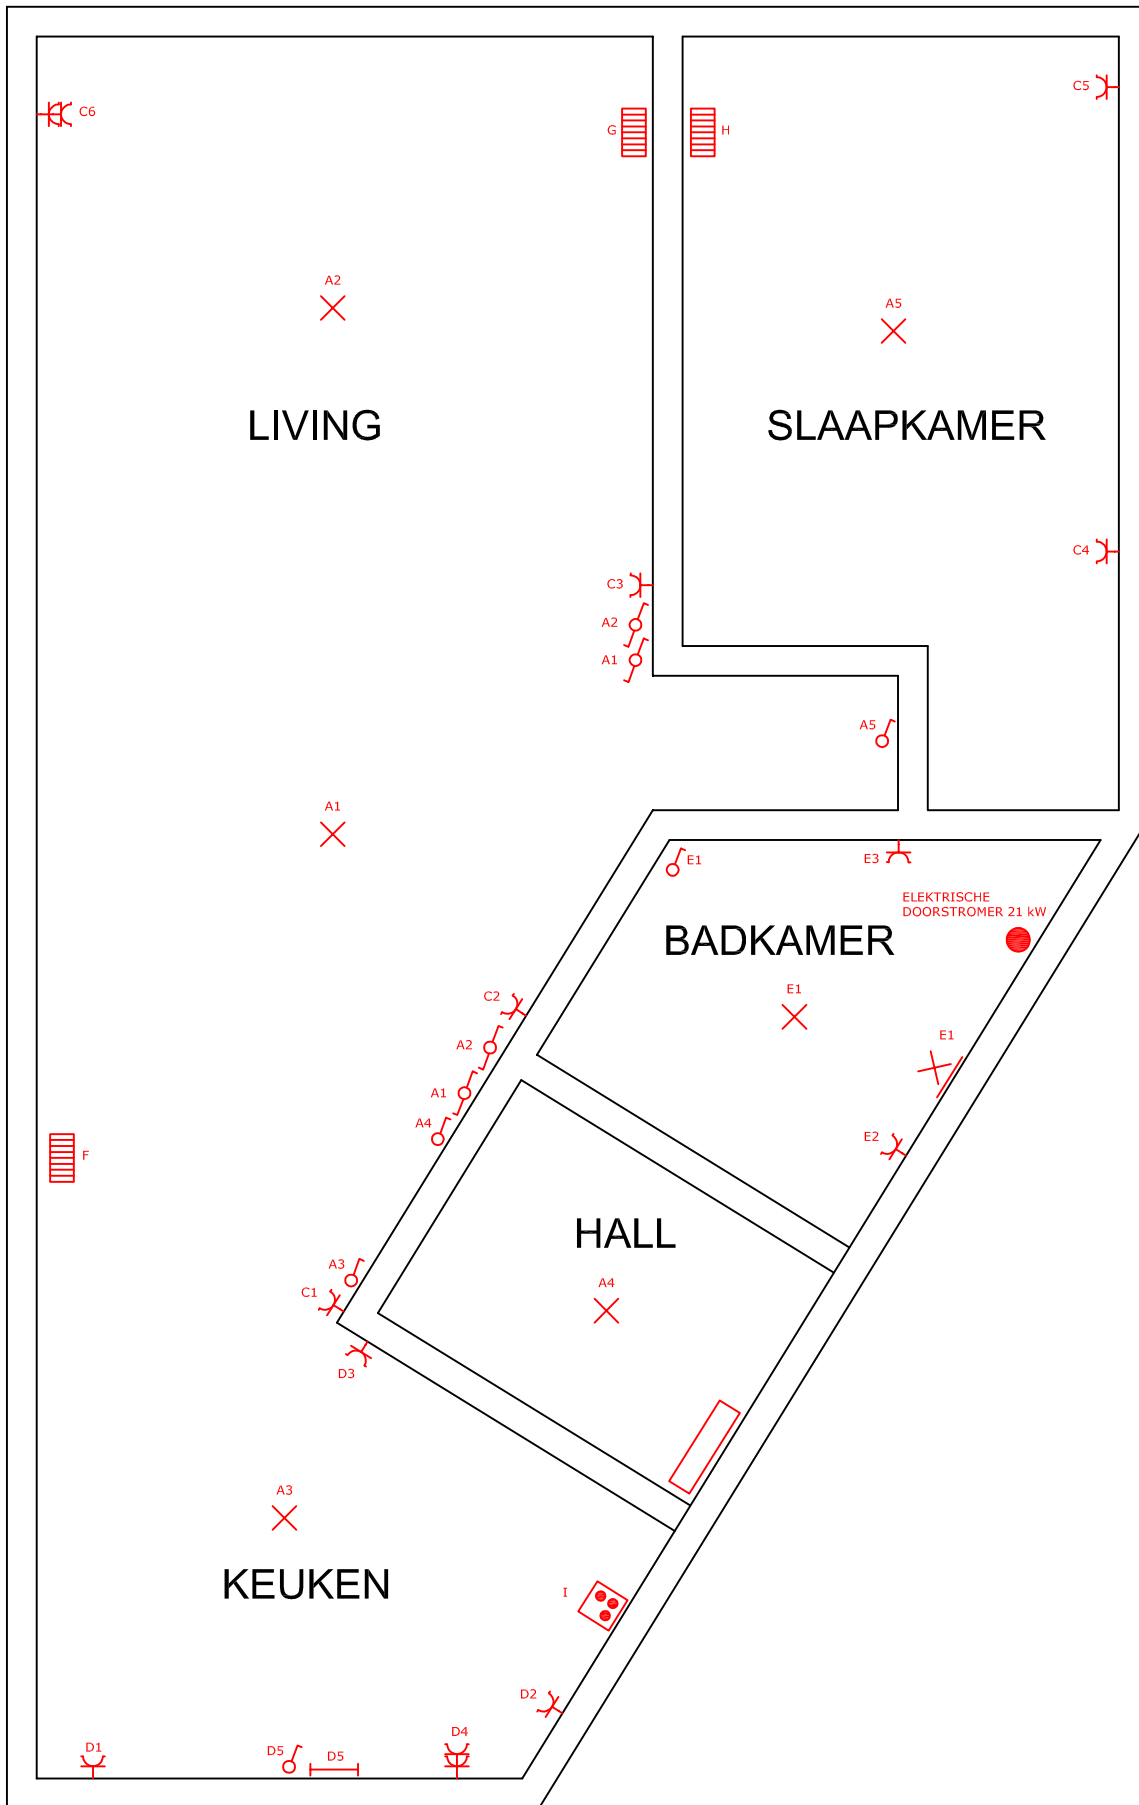 C5
C6
G
H
A2
A5
LIVING
SLAAPKAMER
C4
C3
A2
A1
A5
A1
E1
E3
ELEKTRISCHE
DOORSTROMER 21 kW
BADKAMER
E1
C2
A2
E1
A1
A4
E2
F
HALL
A3
A4
C1
D3
A3
KEUKEN
I
D2
D4
D1
D5
D5